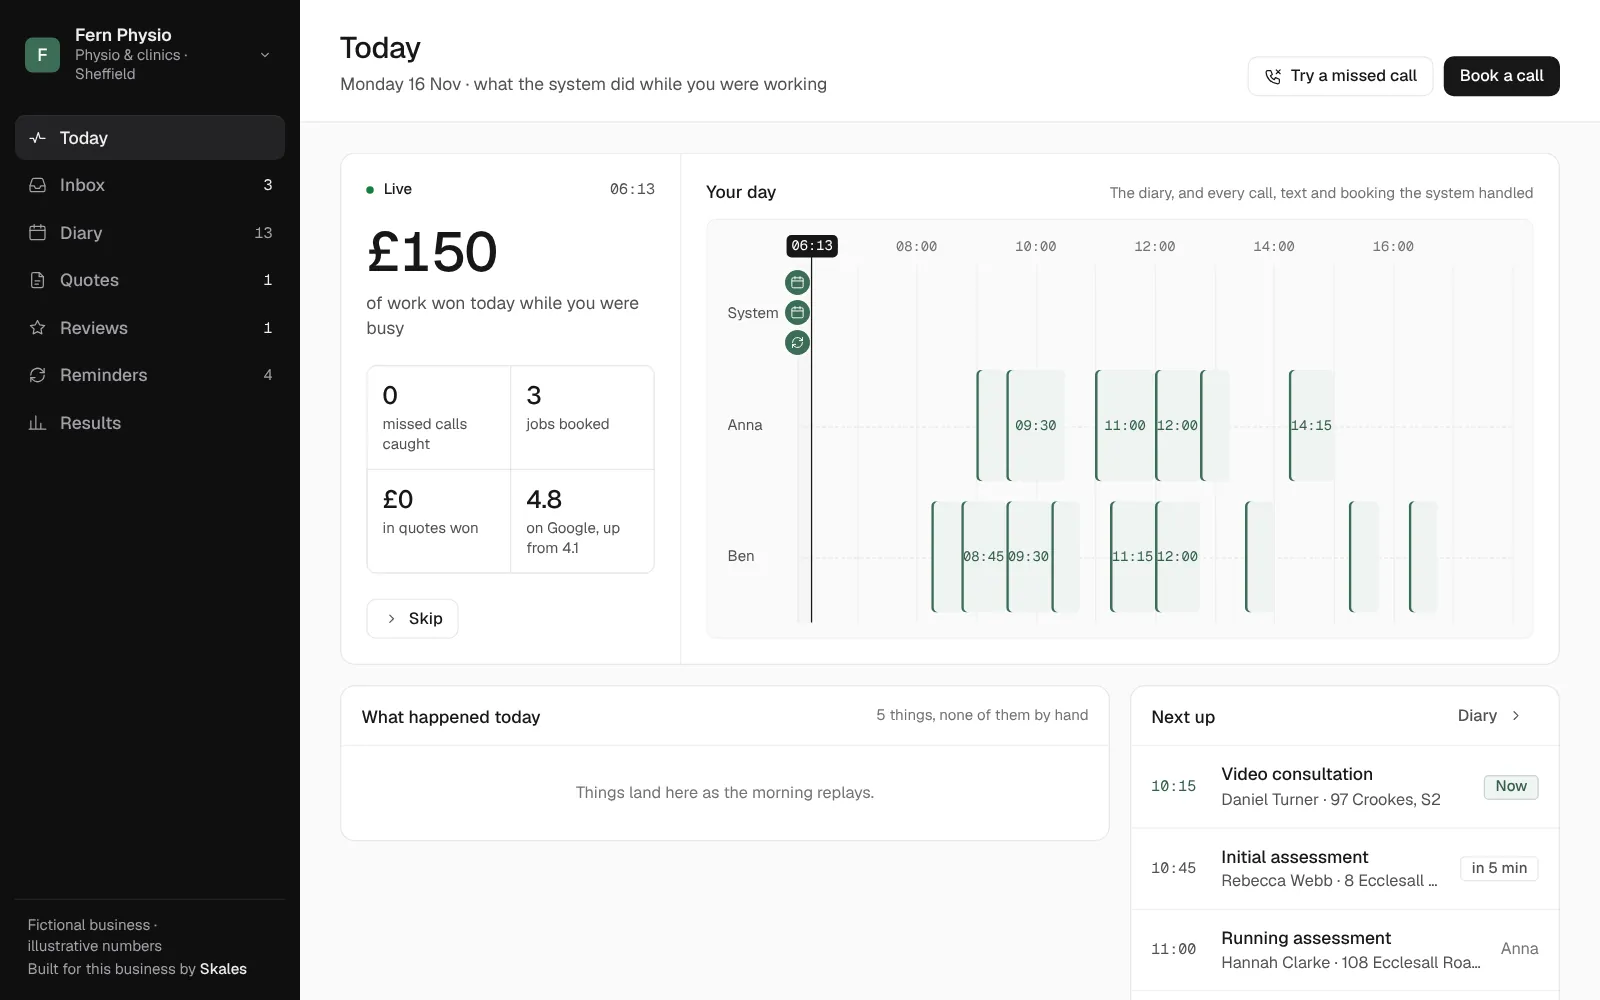 F
Fern Physio
Physio & clinics ·
Sheffield
Today
Inbox 3
Diary 13
Quotes 1
Reviews 1
Reminders 4
Results
Fictional business ·
illustrative numbers
Built for this business by Skales
Today
Monday 16 Nov · what the system did while you were working
Try a missed call
Book a call
Live 06:13
£150
of work won today while you were
busy
0
missed calls
caught
3
jobs booked
£0
in quotes won
4.8
on Google, up
from 4.1
Skip
Your day
The diary, and every call, text and booking the system handled
06:13 08:00 10:00 12:00 14:00 16:00
System
Anna
09:30 11:00 12:00 14:15
Ben
08:45 09:30 11:15 12:00
What happened today
5 things, none of them by hand
Things land here as the morning replays.
Next up
Diary
10:15
Video consultation
Daniel Turner · 97 Crookes, S2
Now
10:45
Initial assessment
Rebecca Webb · 8 Ecclesall ...
in 5 min
11:00
Running assessment
Hannah Clarke · 108 Ecclesall Roa...
Anna